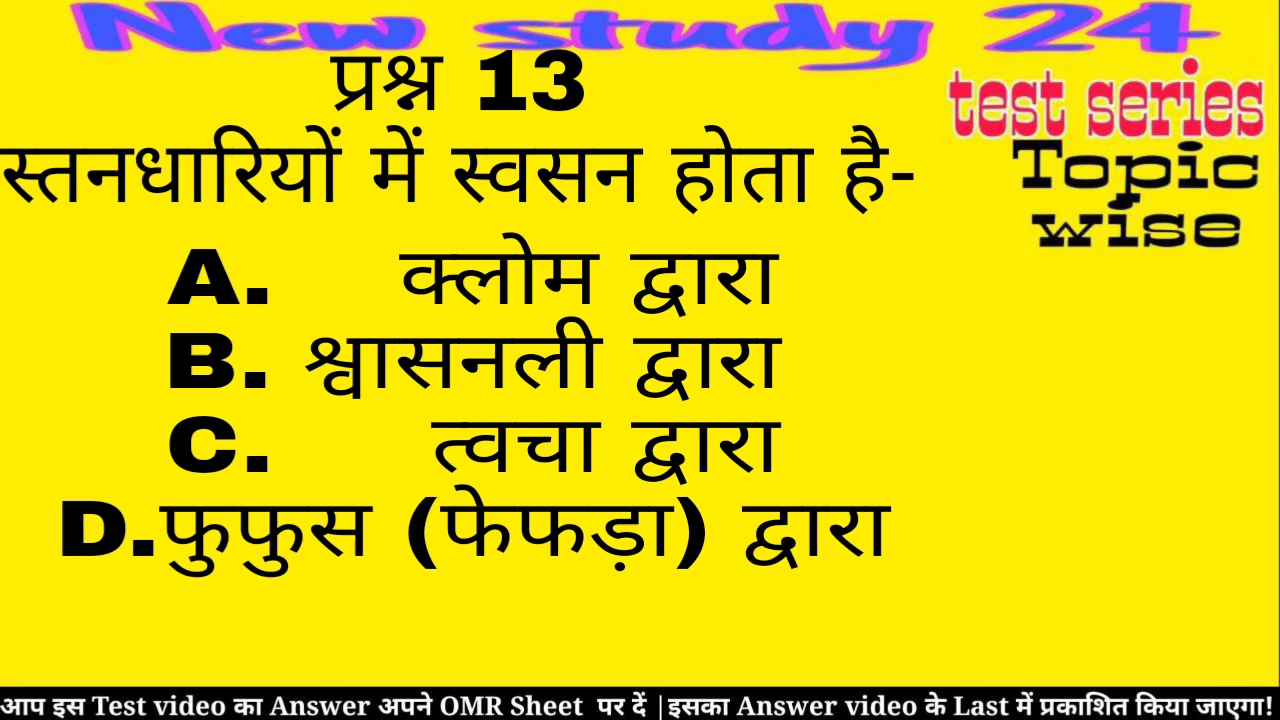 New study 24
प्रश्न 13
test series
Topic
wise
स्तनधारियों में स्वसन होता है-
A. क्लोम द्वारा
B. श्वासनली द्वारा
C. त्वचा द्वारा
D.फुफुस (फेफड़ा) द्वारा
आप इस Test video का Answer अपने OMR Sheet पर दें |इसका Answer video के Last में प्रकाशित किया जाएगा!